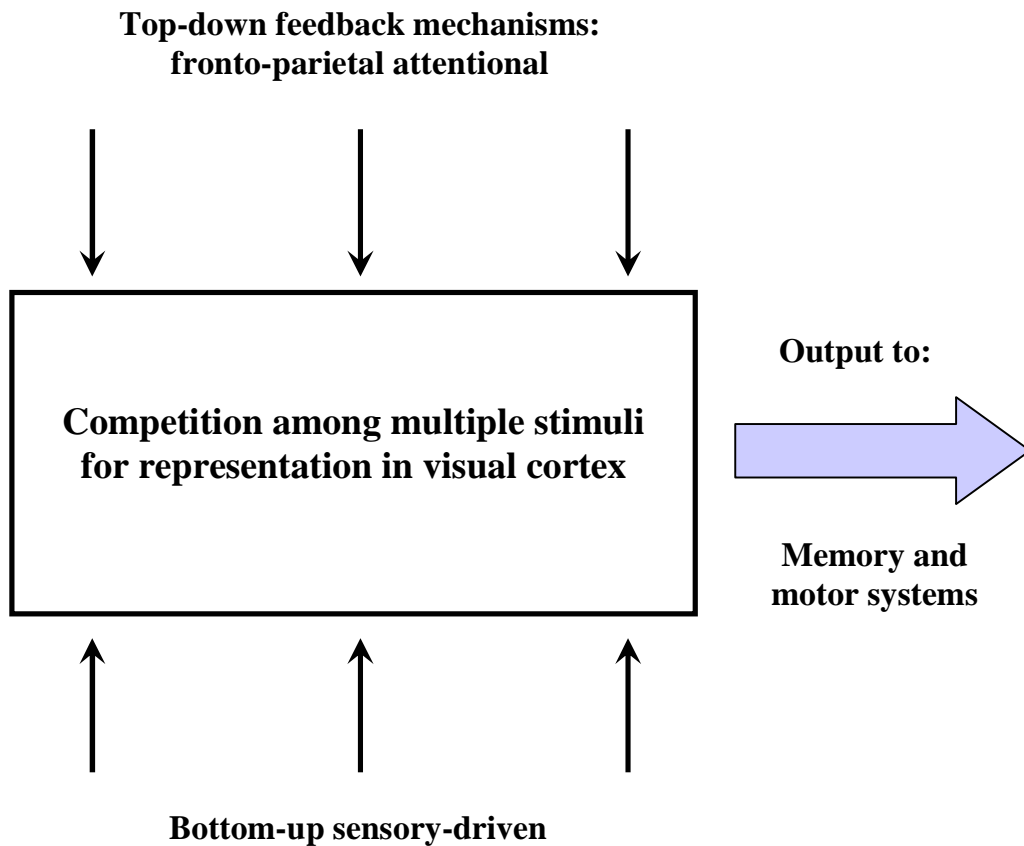 Top-down feedback mechanisms:
fronto-parietal attentional
Output to:
Competition among multiple stimuli
for representation in visual cortex
Memory and
motor systems
Bottom-up sensory-driven